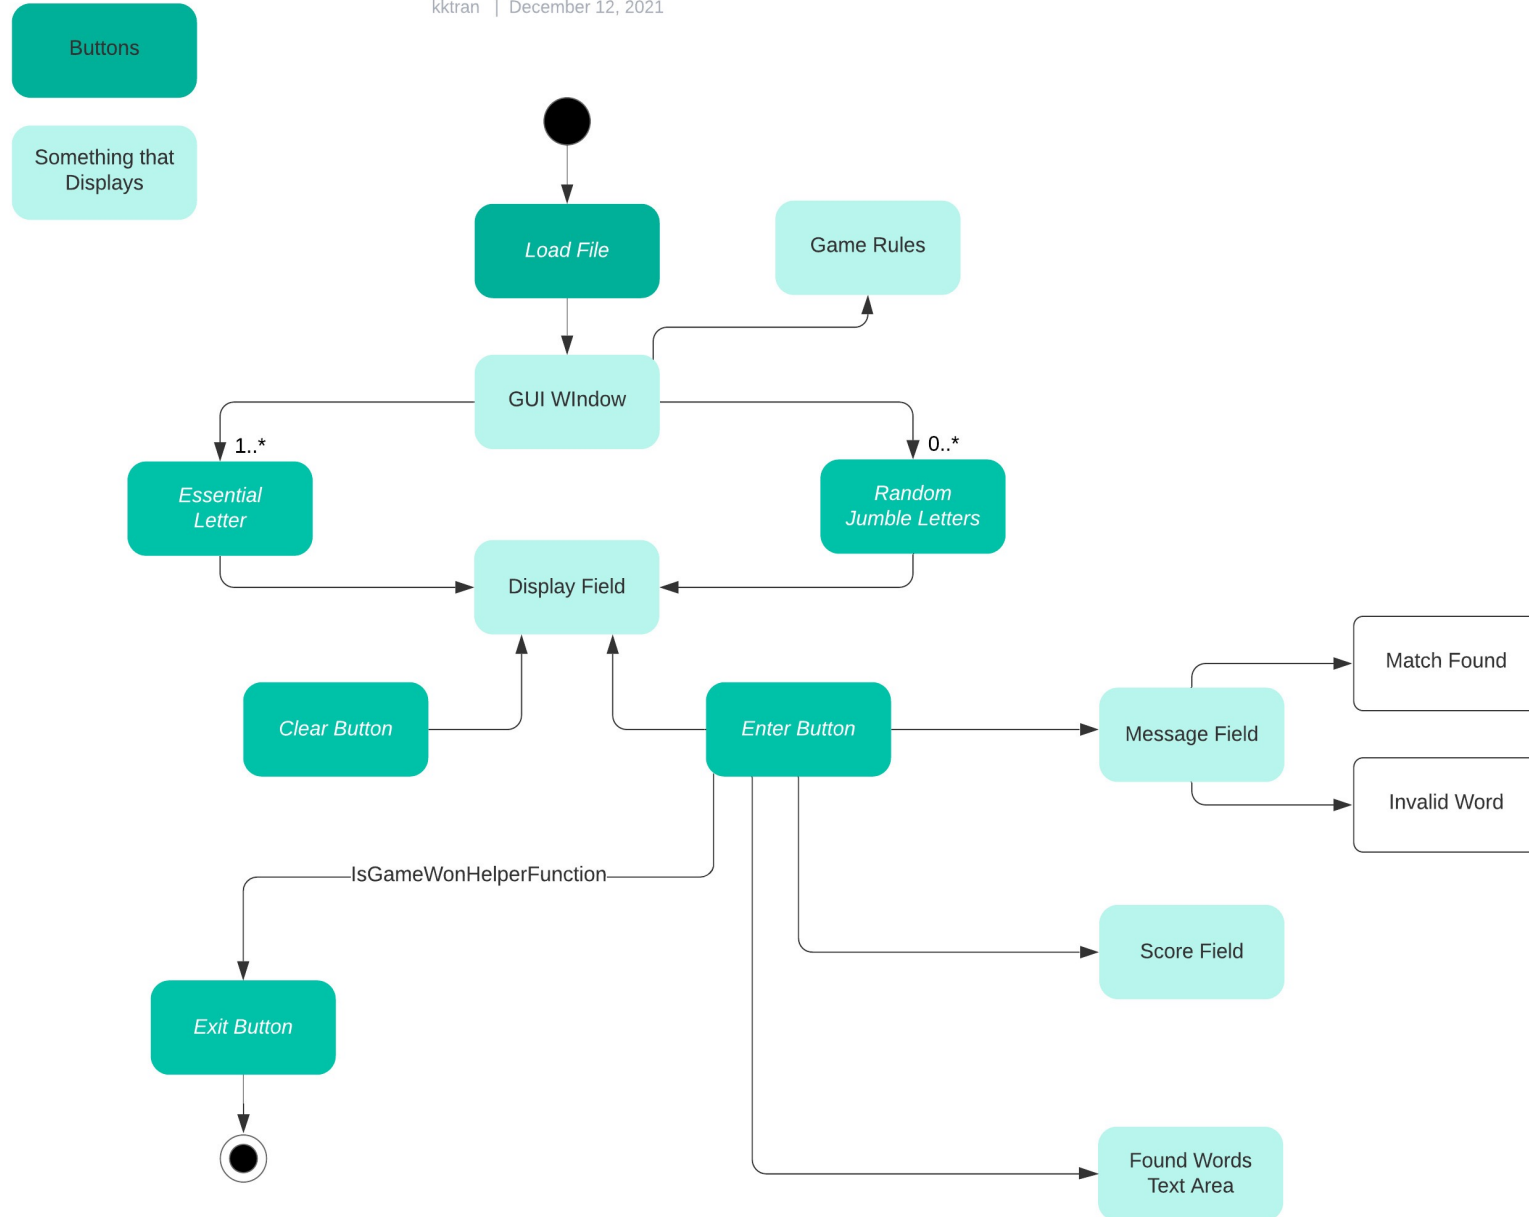 kktran | December 12, 2021
Buttons
Something that
Displays
Load File
Game Rules
GUI WIndow
1..*
0..*
Essential
Letter
Random
Jumble Letters
Display Field
Clear Button
Enter Button
Message Field
Match Found
Invalid Word
IsGameWonHelperFunction
Score Field
Exit Button
Found Words
Text Area